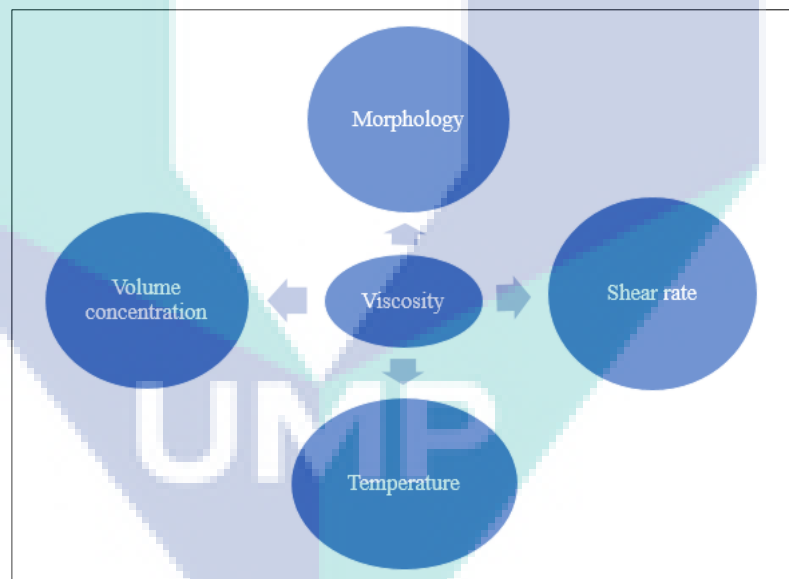 Morphology
Volume
concentration
Viscosity
Shear rate
UMP
Temperature